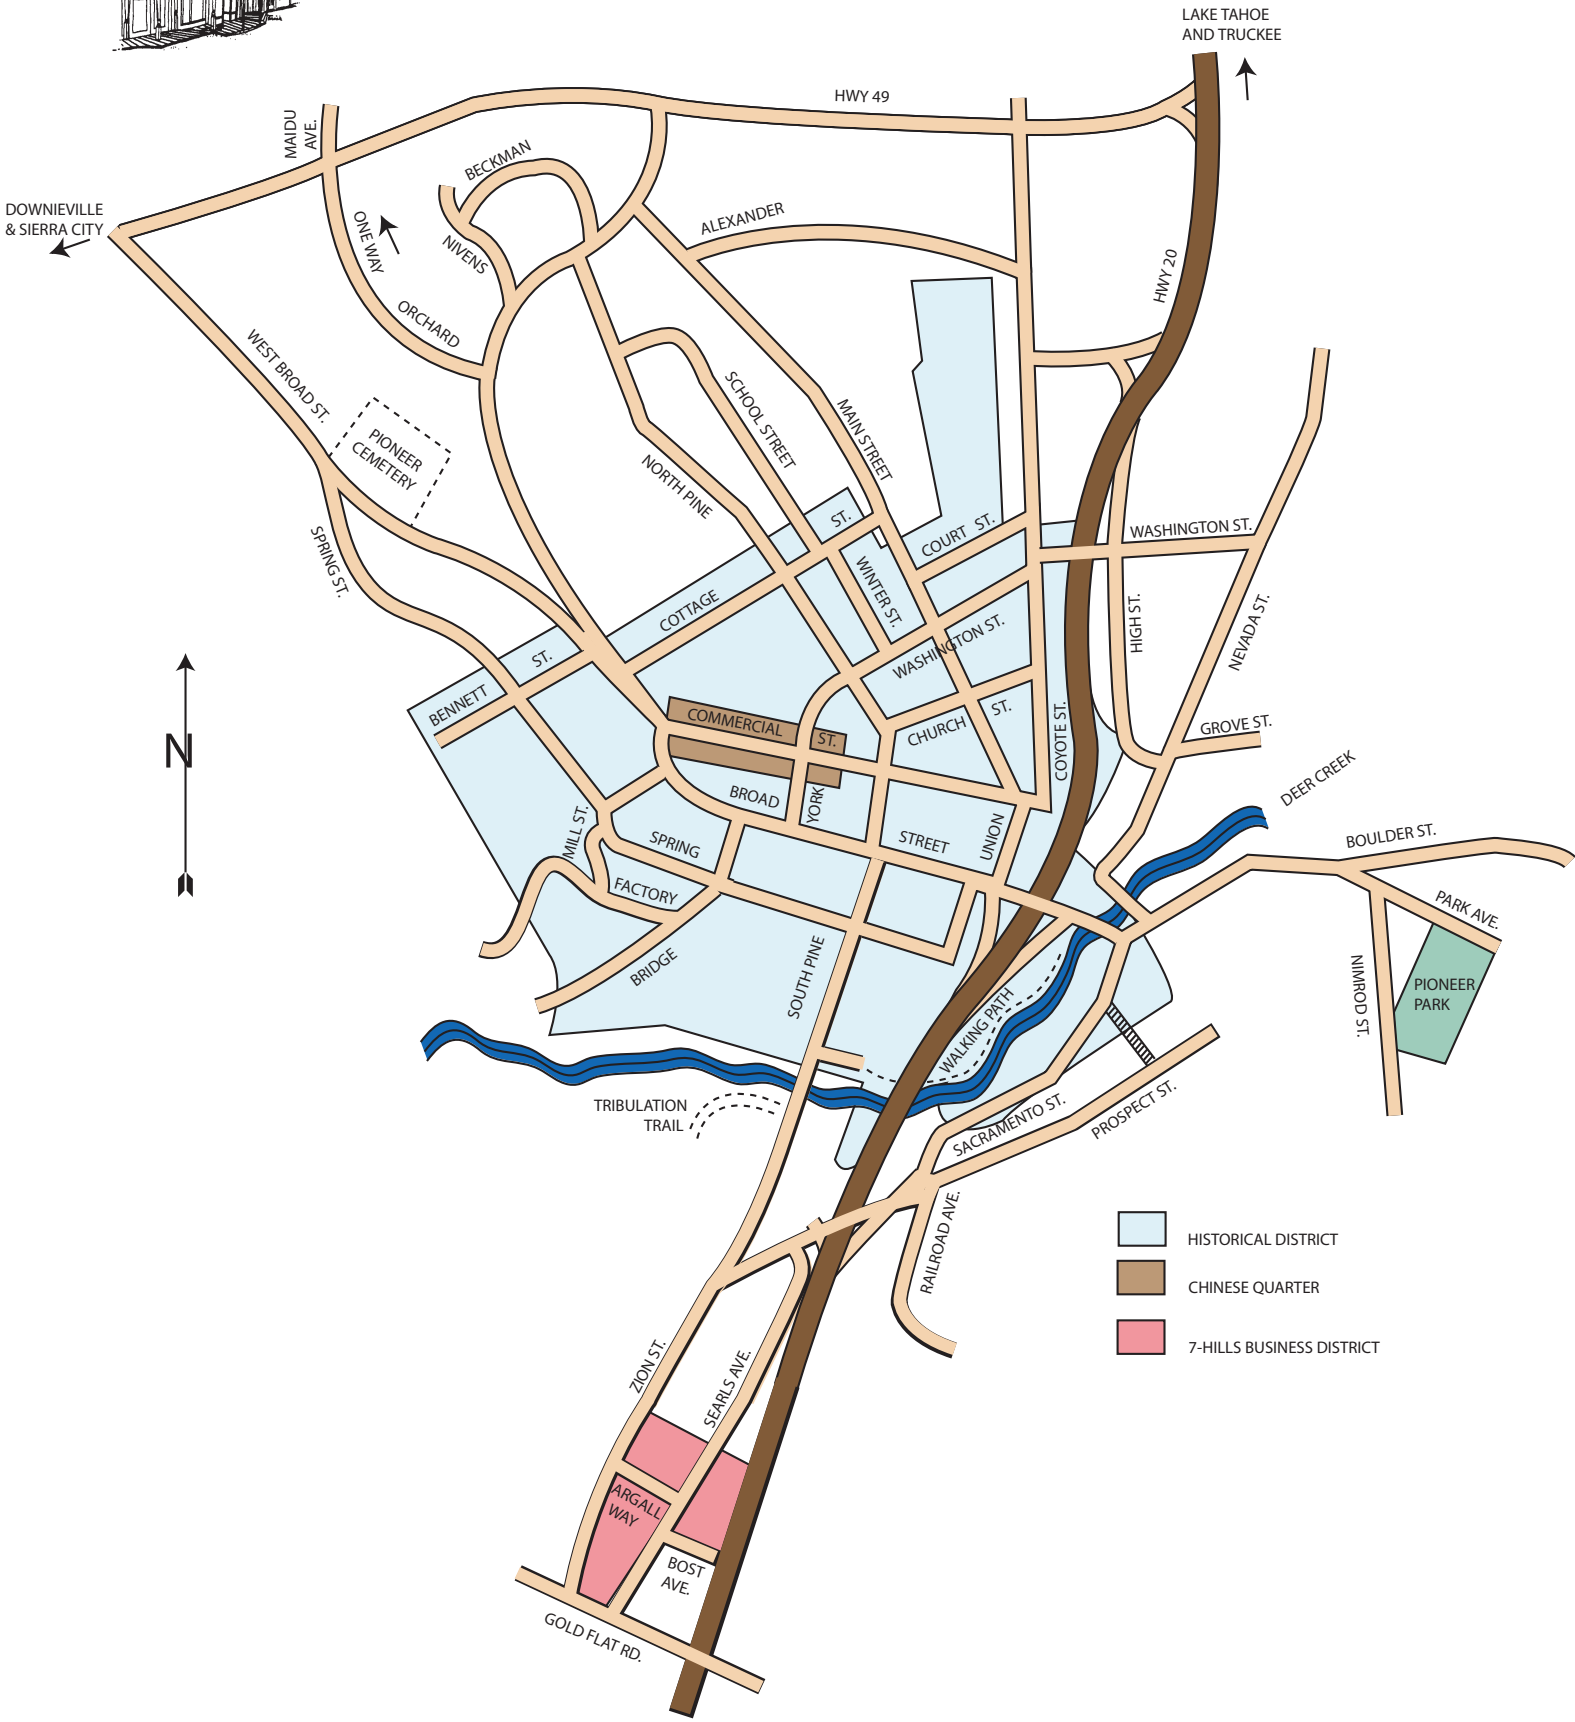 LAKE TAHOE
AND TRUCKEE
HWY 49
MAIDU
AVE.
BECKMAN
DOWNIEVILLE
& SIERRA CITY
ONE WAY
NIVENS
ALEXANDER
HWY 20
ORCHARD
WEST BROAD ST.
PIONEER
CEMETERY
SCHOOL STREET
MAIN STREET
NORTH PINE
SPRING ST.
COTTAGE
ST.
COURT ST.
WASHINGTON ST.
WINTER ST.
HIGH ST.
NEVADA ST.
BENNETT
ST.
WASHINGTON ST.
N
COMMERCIAL
ST.
CHURCH
ST.
COYOTE ST.
GROVE ST.
DEER CREEK
BROAD
YORK
STREET
UNION
MILL ST.
SPRING
FACTORY
BOULDER ST.
PARK AVE.
BRIDGE
SOUTH PINE
WALKING PATH
NIMROD ST.
PIONEER
PARK
TRIBULATION
TRAIL
SACRAMENTO ST.
PROSPECT ST.
RAILROAD AVE.
HISTORICAL DISTRICT
CHINESE QUARTER
7-HILLS BUSINESS DISTRICT
ZION ST.
SEARLS AVE.
ARGALL
WAY
BOST
AVE.
GOLD FLAT RD.